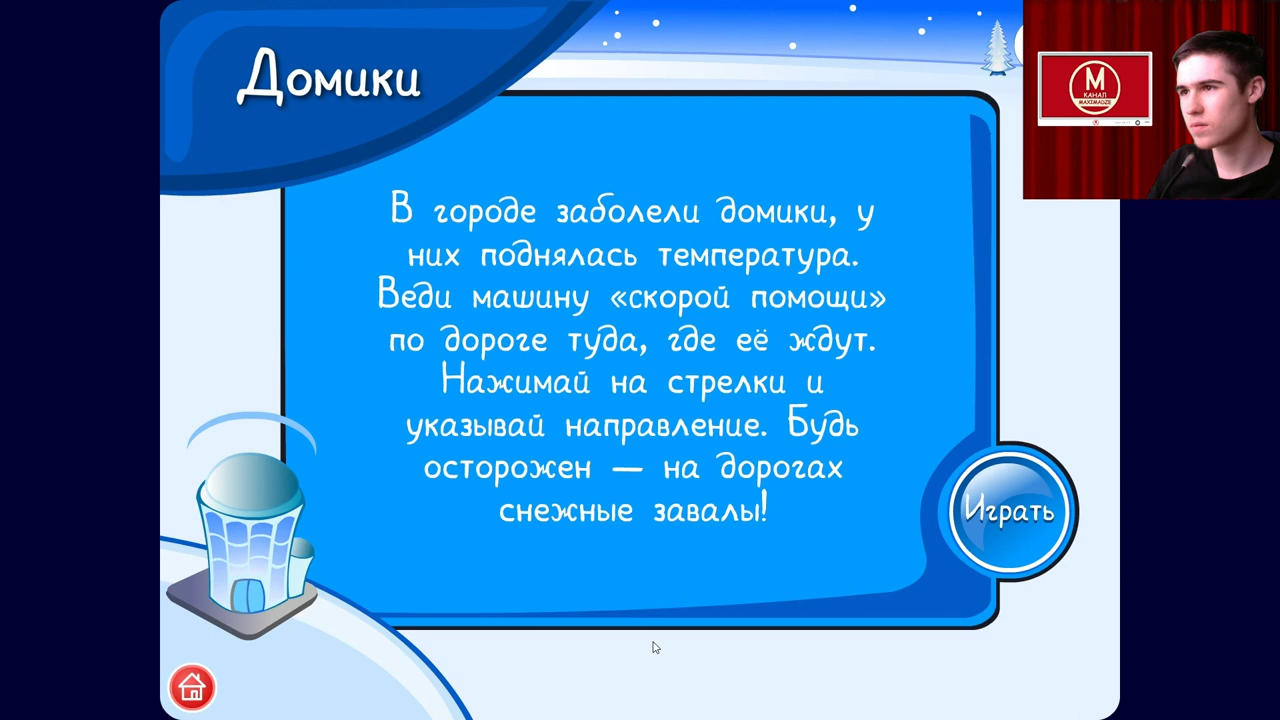 Домики
В городе заболели домики, у
них поднялась температура.
Веди машину «скорой помощи»
по дороге туда, где её ждут.
Нажимай на стрелки и
указывай направление. Будь
осторожен — на дорогах
снежные завалы!
Играть
М
КАНАЛ
MAXIMADZE